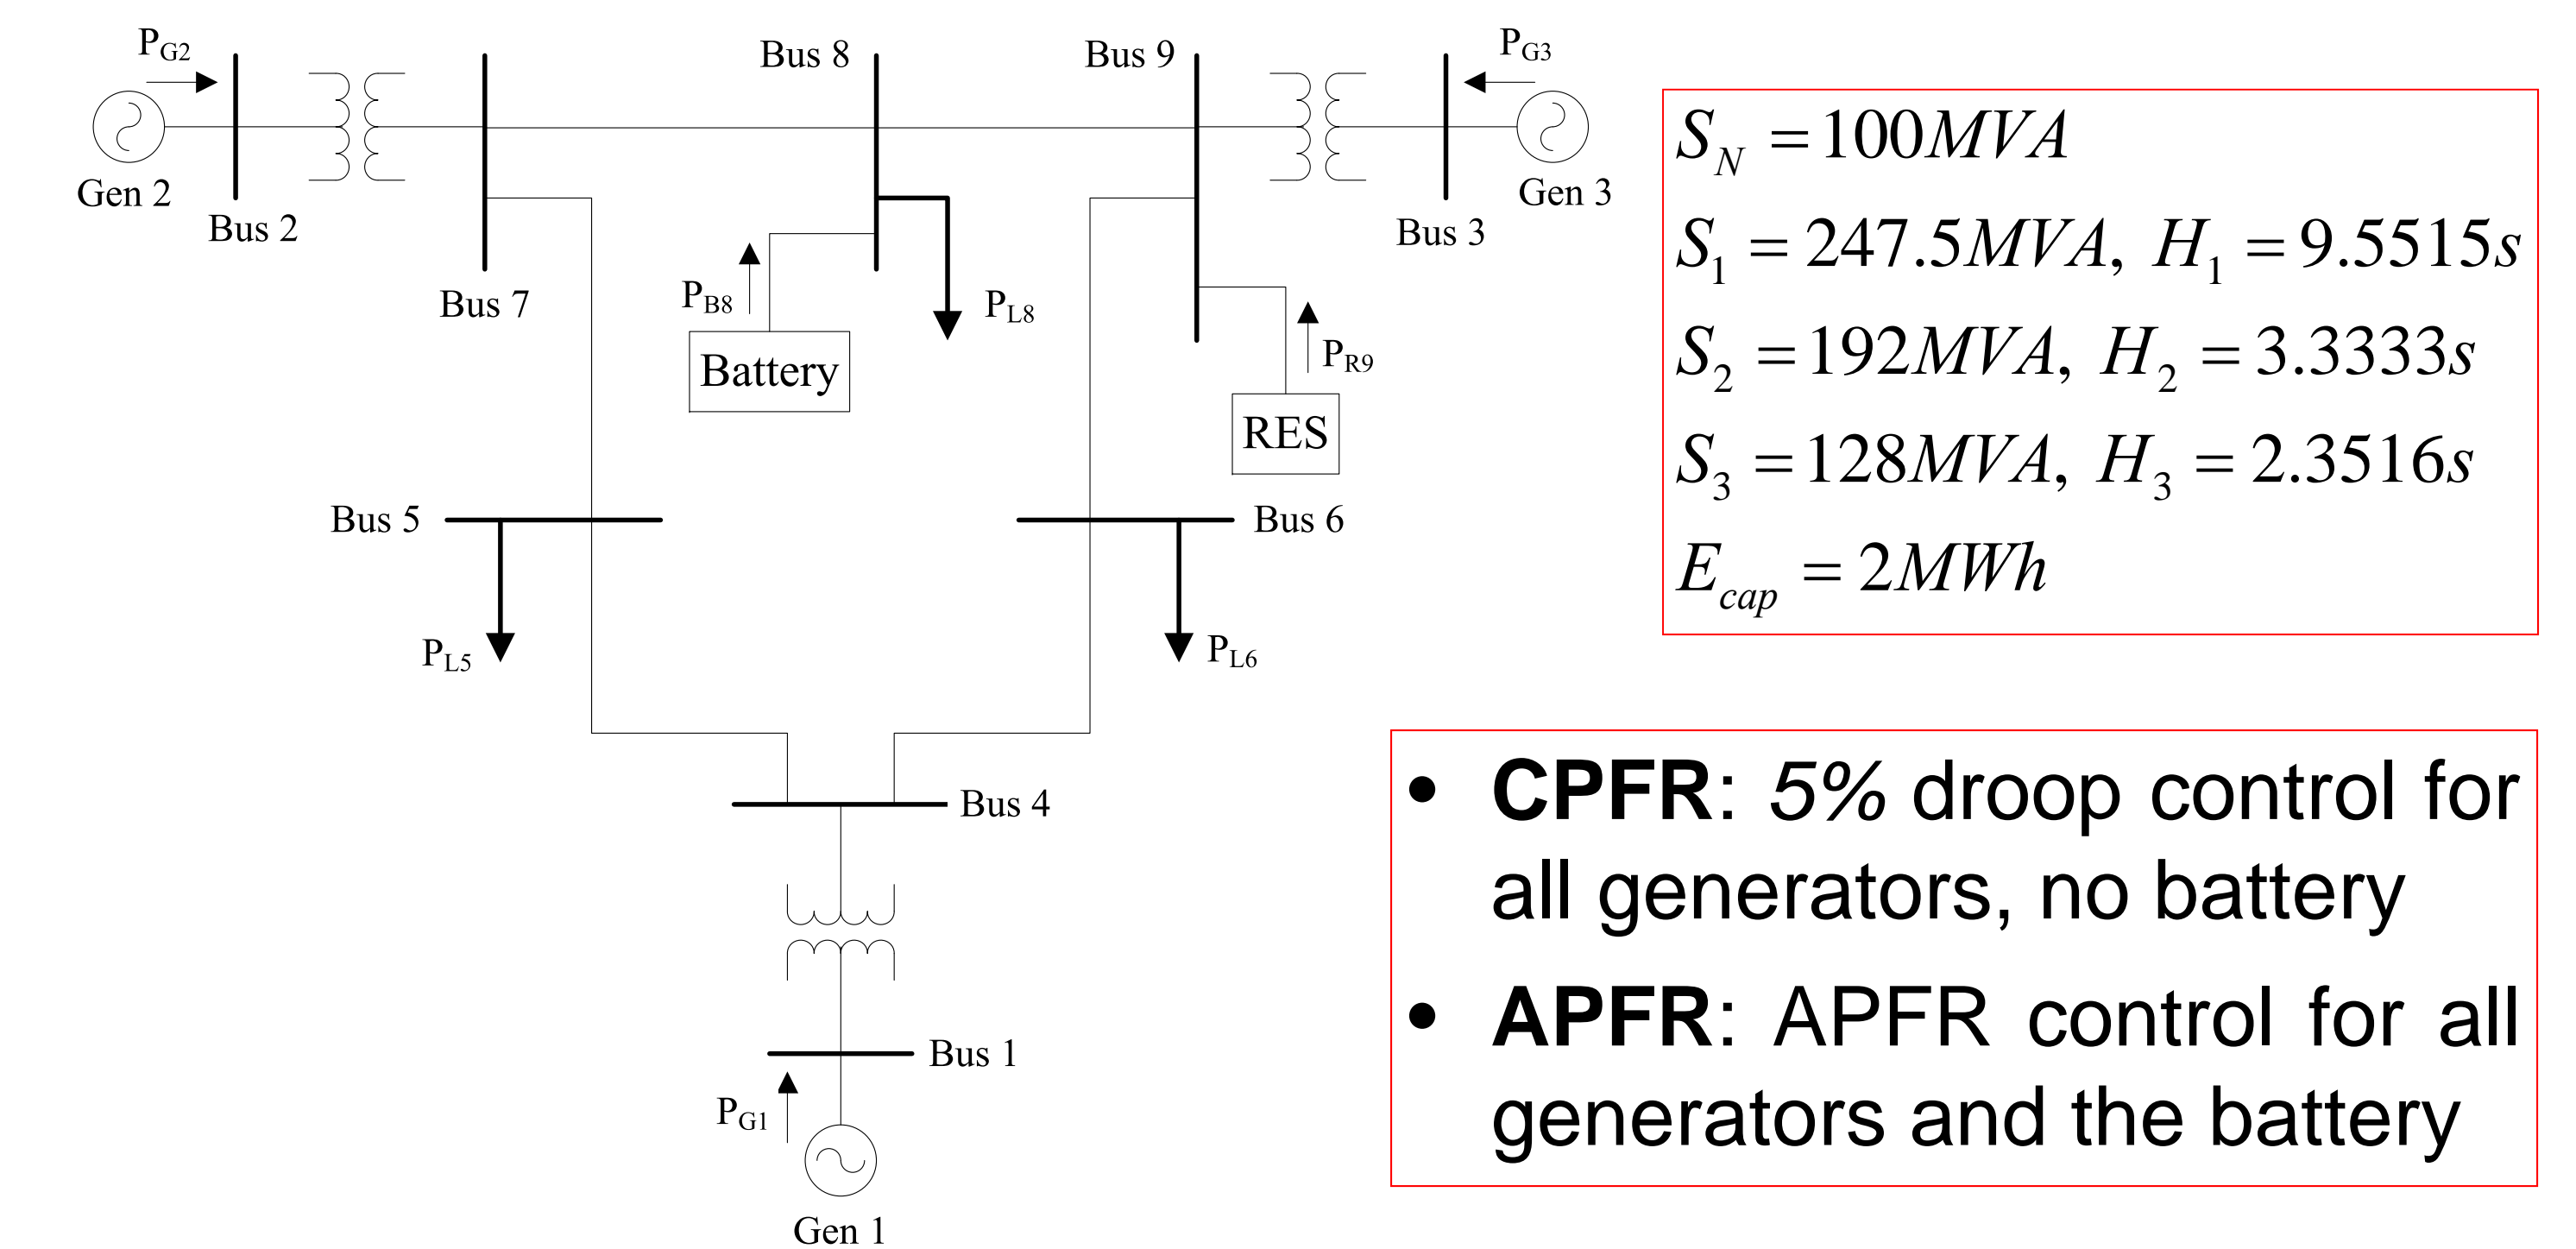 P_G2
Gen 2
Bus 2
Bus 7
Bus 8
P_B8
Battery
P_L8
Bus 9
P_R9
RES
P_G3
Gen 3
Bus 3
Bus 5
P_L5
Bus 6
P_L6
Bus 4
Bus 1
P_G1
Gen 1
S_N = 100MVA
S_1 = 247.5MVA, H_1 = 9.5515s
S_2 = 192MVA, H_2 = 3.3333s
S_3 = 128MVA, H_3 = 2.3516s
E_cap = 2MWh
• CPFR: 5% droop control for
all generators, no battery
• APFR: APFR control for all
generators and the battery